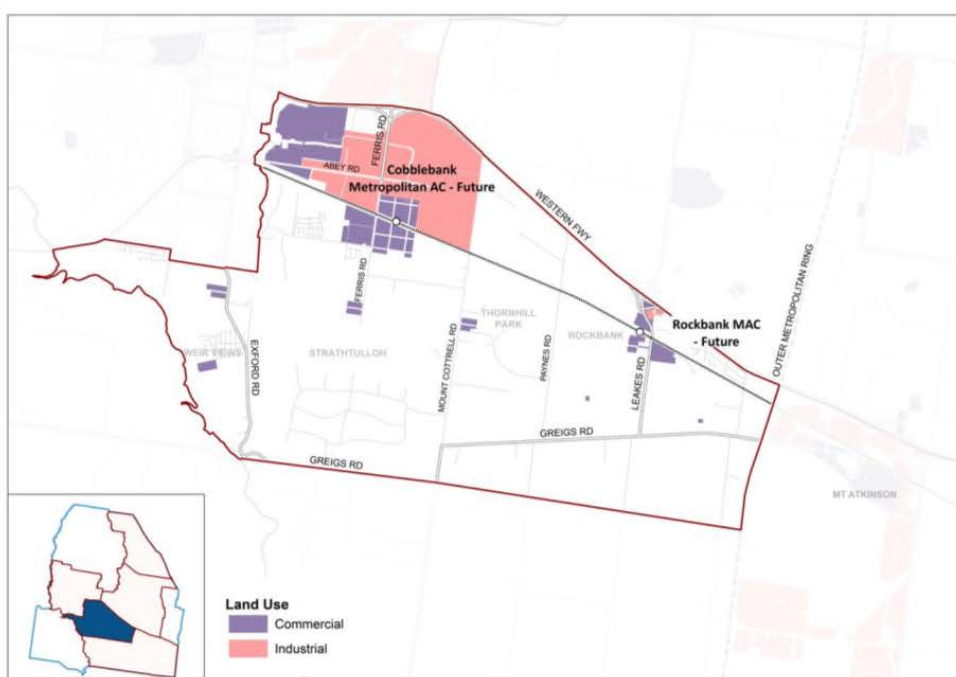 FERRIS RD
ABEY RD
Cobblebank
Metropolitan AC - Future
WESTERN FWY
OUTER METROPOLITAN RING
FERRIS RD
THORNHILL
PARK
ROCKBANK
Rockbank MAC
- Future
WEIR VIEWS
STRATHTULLOH
EXFORD RD
MOUNT COTTRELL RD
PAYNES RD
LEAKES RD
GREIGS RD
GREIGS RD
MT ATKINSON
Land Use
Commercial
Industrial